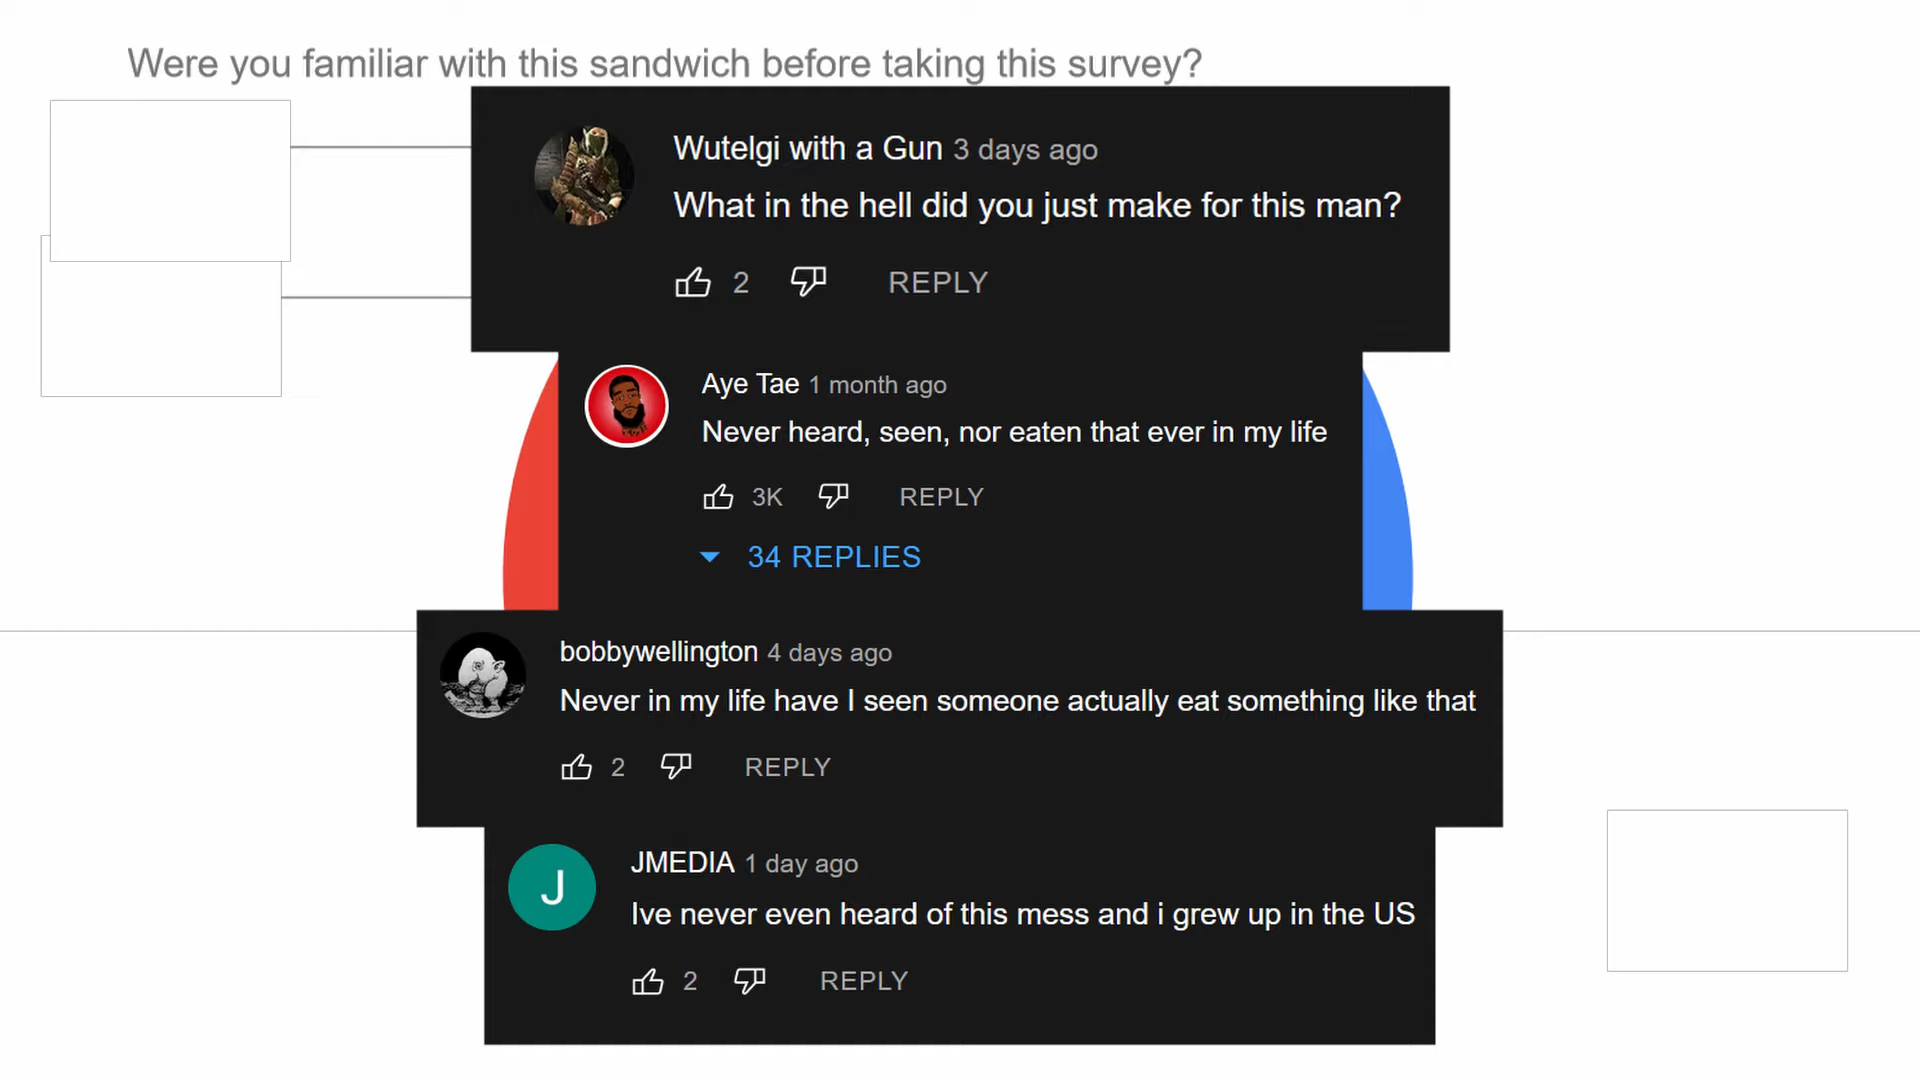 Were you familiar with this sandwich before taking this survey?
Wutelgi with a Gun 3 days ago
What in the hell did you just make for this man?
2 REPLY
Aye Tae 1 month ago
Never heard, seen, nor eaten that ever in my life
3K REPLY
34 REPLIES
bobbywellington 4 days ago
Never in my life have I seen someone actually eat something like that
2 REPLY
J
JMEDIA 1 day ago
Ive never even heard of this mess and i grew up in the US
2 REPLY